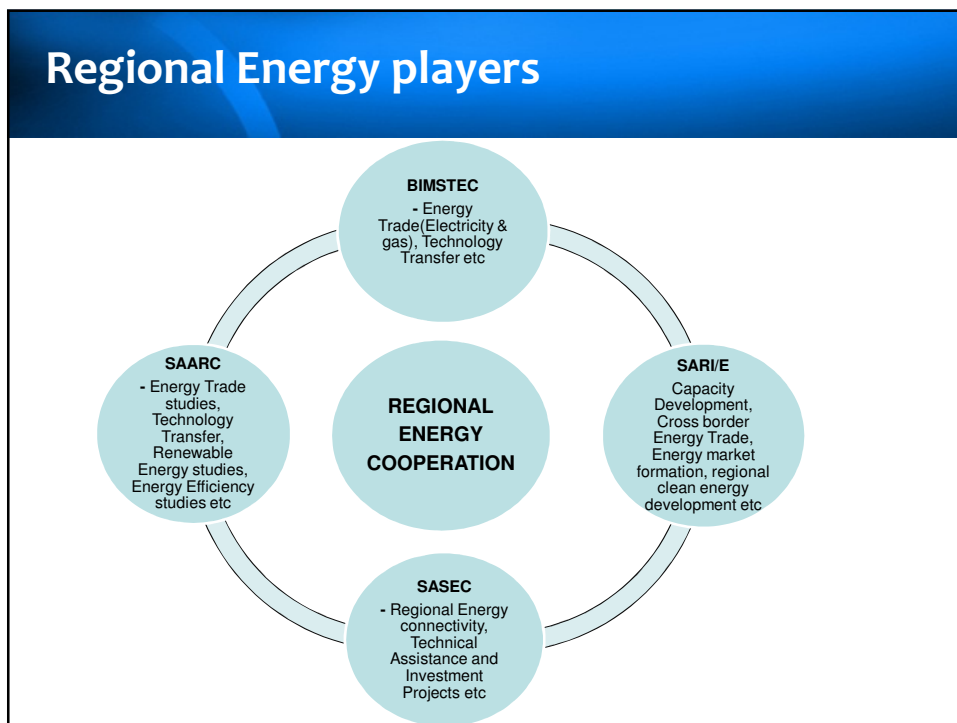 Regional Energy players
BIMSTEC
- Energy
Trade(Electricity &
gas), Technology
Transfer etc
SAARC
- Energy Trade
studies,
Technology
Transfer,
Renewable
Energy studies,
Energy Efficiency
studies etc
REGIONAL
ENERGY
COOPERATION
SARI/E
Capacity
Development,
Cross border
Energy Trade,
Energy market
formation, regional
clean energy
development etc
SASEC
- Regional Energy
connectivity,
Technical
Assistance and
Investment
Projects etc